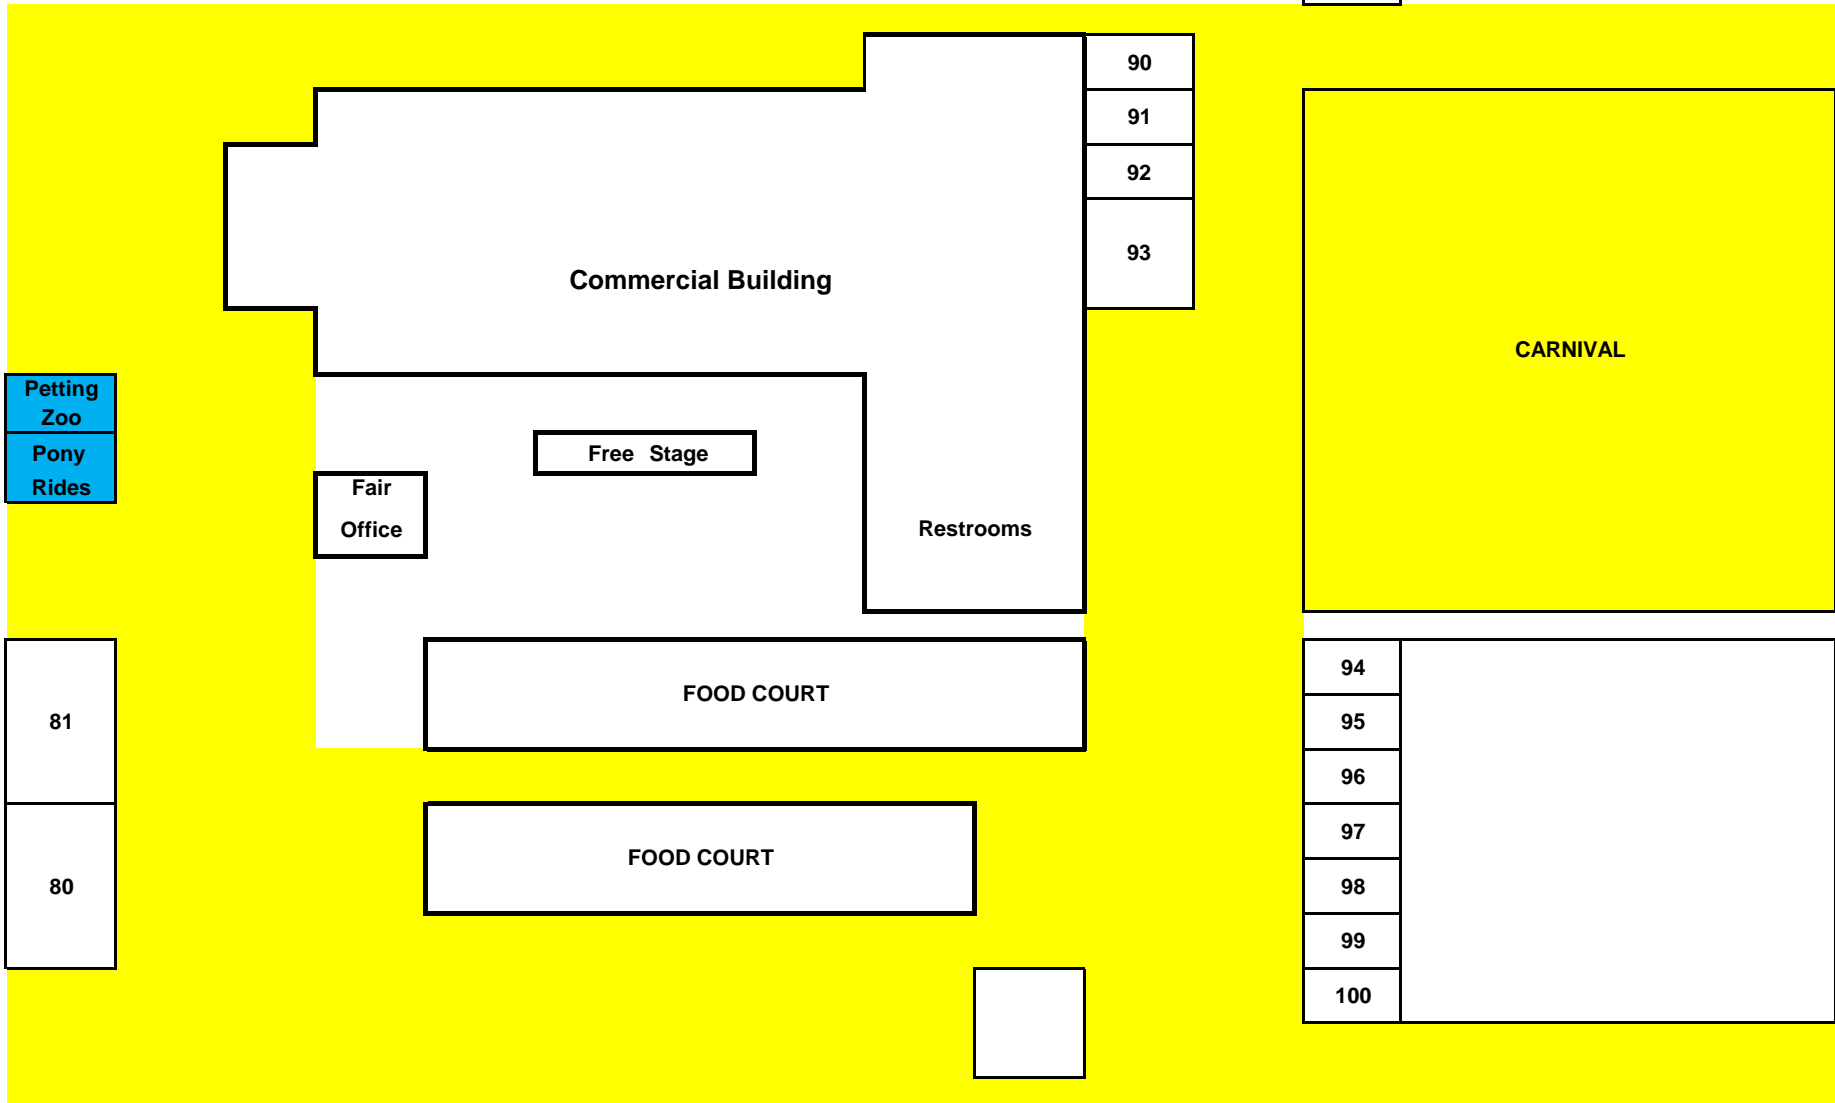 90
91
92
93
Commercial Building
CARNIVAL
Petting
Zoo
Pony
Rides
Free Stage
Fair
Office
Restrooms
FOOD COURT
94
95
96
97
98
99
100
81
80
FOOD COURT